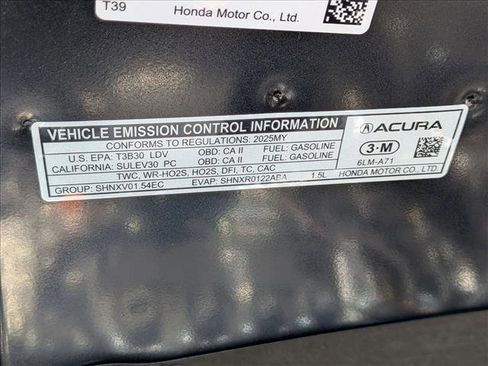 T39
Honda Motor Co., Ltd.
VEHICLE EMISSION CONTROL INFORMATION
CONFORMS TO REGULATIONS: 2025MY
U.S. EPA: T3B30 LDV OBD: CA II FUEL: GASOLINE
CALIFORNIA: SULEV30 PC OBD: CA II FUEL: GASOLINE
TWC, WR-HO2S, HO2S, DFI, TC, CAC
GROUP: SHNXV01.54EC EVAP: SHNXR0122ABA 1.5L
ACURA
3-M
6LM-A71
HONDA MOTOR CO., LTD.